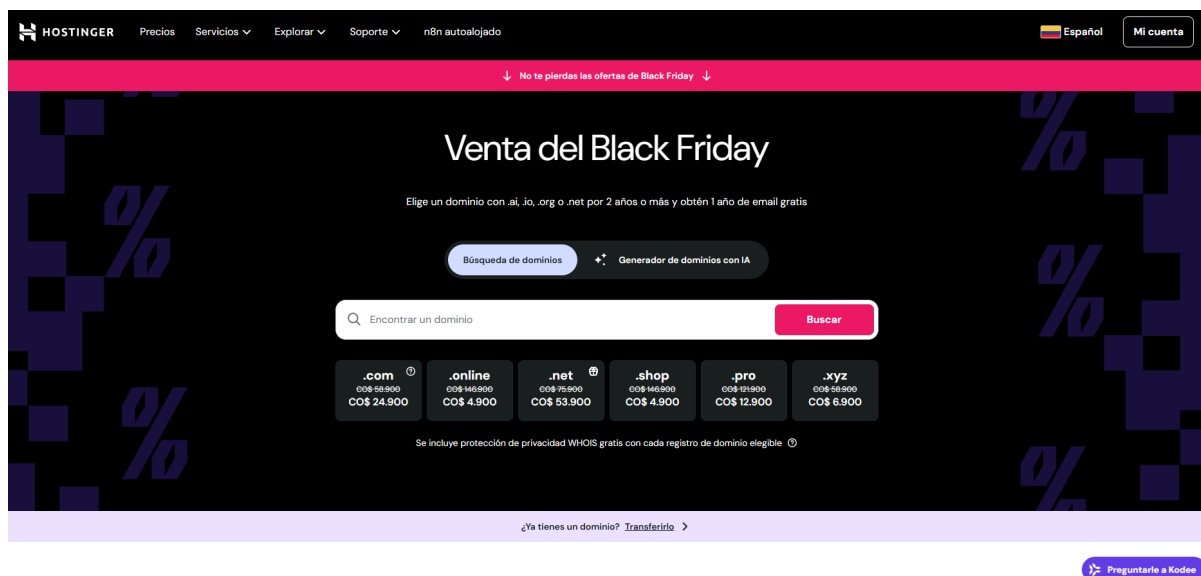 HOSTINGER Precios Servicios Explorar Soporte n8n autoalojado Español Mi cuenta
↓ No te pierdas las ofertas de Black Friday ↓
Venta del Black Friday
Elige un dominio con .ai, .io, .org o .net por 2 años o más y obtén 1 año de email gratis
Búsqueda de dominios Generador de dominios con IA
Encontrar un dominio Buscar
.com .online .net .shop .pro .xyz
CO$ 58.900 CO$ 146.900 CO$ 75.900 CO$ 146.900 CO$ 121.900 CO$ 58.900
CO$ 24.900 CO$ 4.900 CO$ 53.900 CO$ 4.900 CO$ 12.900 CO$ 6.900
Se incluye protección de privacidad WHOIS gratis con cada registro de dominio elegible
¿Ya tienes un dominio? Transferirlo
Preguntarle a Kodee